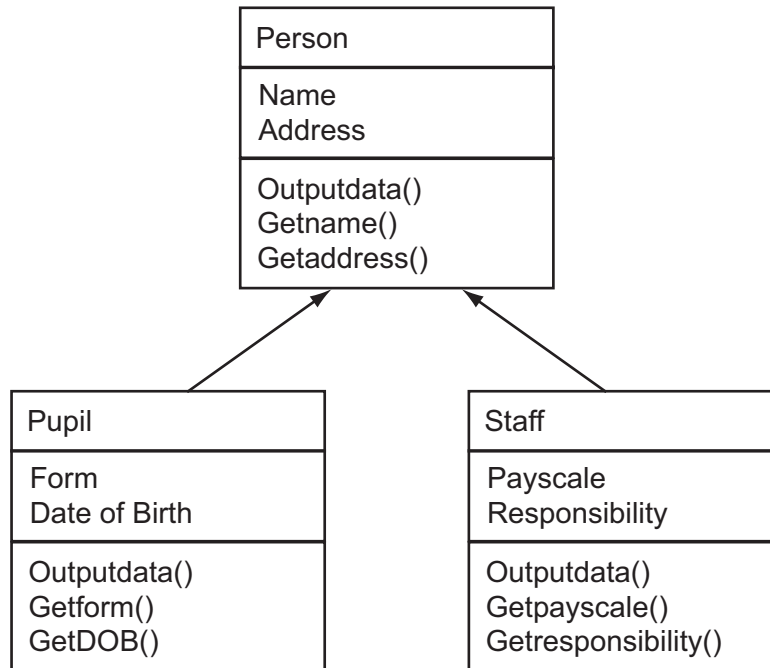 Person
Name
Address
Outputdata()
Getname()
Getaddress()
Pupil
Form
Date of Birth
Outputdata()
Getform()
GetDOB()
Staff
Payscale
Responsibility
Outputdata()
Getpayscale()
Getresponsibility()